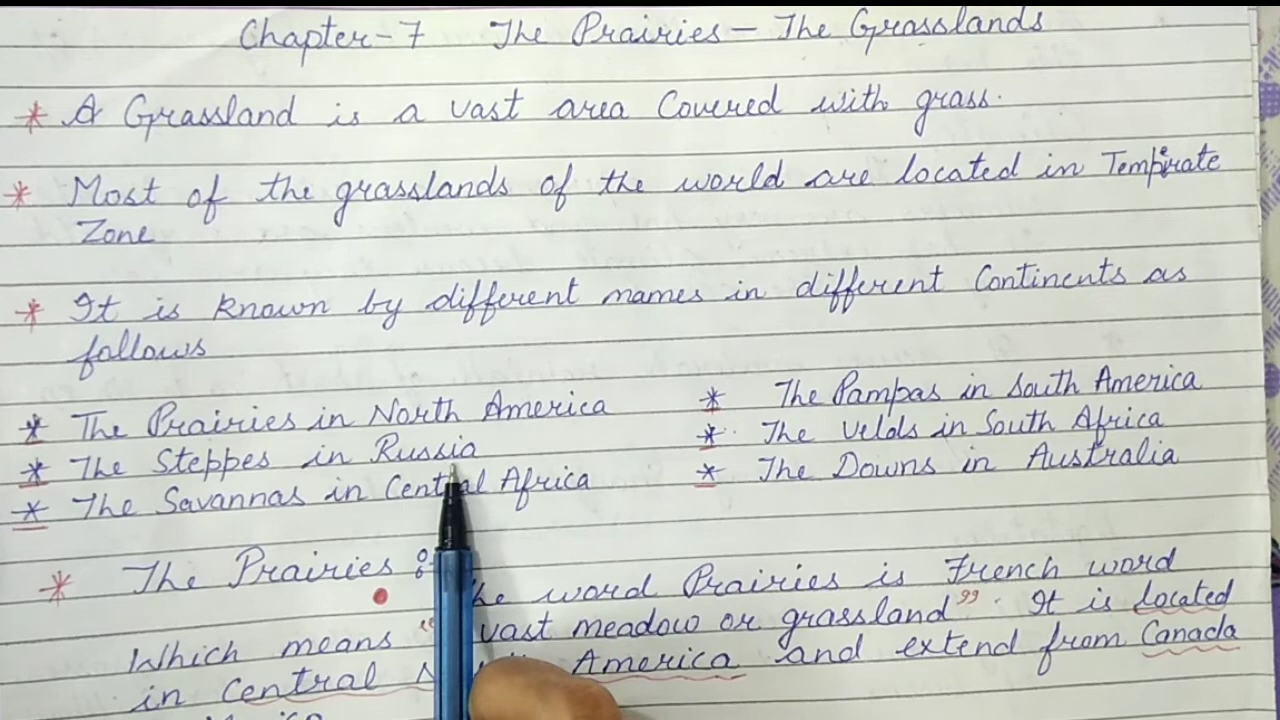 Chapter-7 The Prairies – The Grasslands
* A Grassland is a vast area Covered with grass.
* Most of the grasslands of the world are located in Temperate
Zone
* It is known by different names in different Continents as
follows
* The Prairies in North America
* The Steppes in Russia
* The Savannas in Central Africa
* The Pampas in South America
* The Velds in South Africa
* The Downs in Australia
* The Prairies : The word Prairies is French word
Which means " vast meadow or grassland". It is located
in Central America and extend from Canada